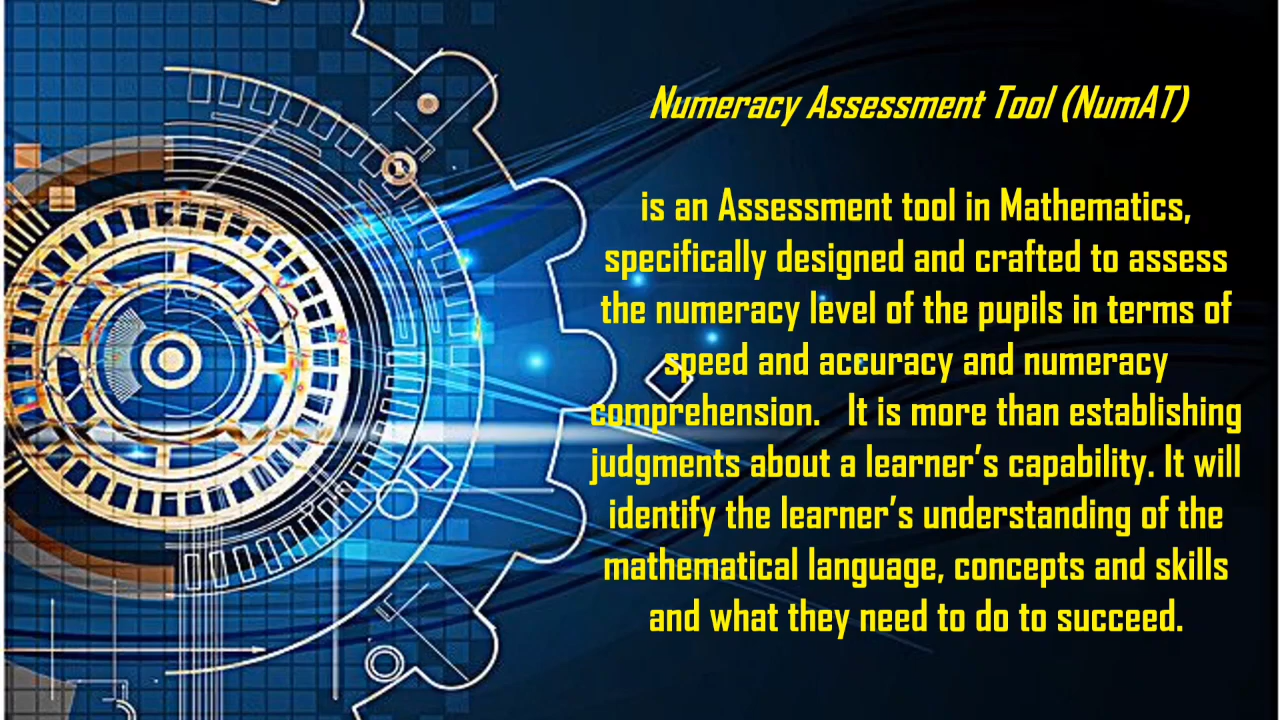 Numeracy Assessment Tool (NumAT)
is an Assessment tool in Mathematics,
specifically designed and crafted to assess
the numeracy level of the pupils in terms of
speed and accuracy and numeracy
comprehension.   It is more than establishing
judgments about a learner’s capability. It will
identify the learner’s understanding of the
mathematical language, concepts and skills
and what they need to do to succeed.